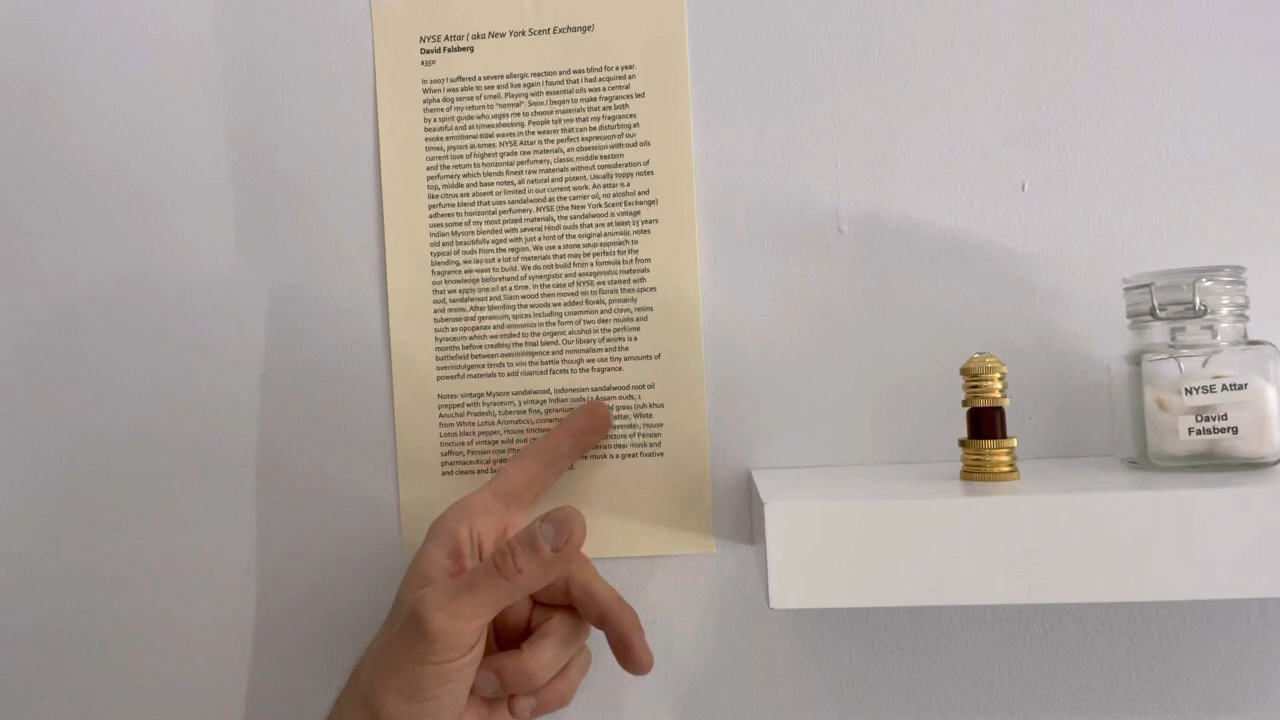 NYSE Attar ( aka New York Scent Exchange)
David Falsberg
$350
In 2007 I suffered a severe allergic reaction and was blind for a year.
When I was able to see and live again I found that I had acquired an
alpha dog sense of smell. Playing with essential oils was a central
theme of my return to "normal". Soon I began to make fragrances led
by a spirit guide who urges me to choose materials that are both
beautiful and at times shocking. People tell me that my fragrances
evoke emotional tidal waves in the wearer that can be disturbing at
times, joyous at times. NYSE Attar is the perfect expression of our
current love of highest grade raw materials, an obsession with oud oils
and the return to horizontal perfumery, classic middle eastern
perfumery which blends finest raw materials without consideration of
top, middle and base notes, all natural and potent. Usually toppy notes
like citrus are absent or limited in our current work. An attar is a
perfume blend that uses sandalwood as the carrier oil, no alcohol and
adheres to horizontal perfumery. NYSE (the New York Scent Exchange)
uses some of my most prized materials, the sandalwood is vintage
Indian Mysore blended with several Hindi ouds that are at least 15 years
old and beautifully aged with just a hint of the original animalic notes
typical of ouds from the region. We use a stone soup approach to
blending, we lay out a lot of materials that may be perfect for the
fragrance we want to build. We do not build from a formula but from
our knowledge beforehand of synergistic and antagonistic materials
that we apply one oil at a time. In the case of NYSE we started with
oud, sandalwood and Siam wood then moved on to florals then spices
and resins. After blending the woods we added florals, primarily
tuberose and geranium, spices including cinnamon and clove, resins
such as opopanax and animalics in the form of two deer musks and
hyraceum which we ended to the organic alcohol in the perfume
months before creating the final blend. Our library of works is a
battlefield between overindulgence and minimalism and the
overindulgence tends to win the battle though we use tiny amounts of
powerful materials to add nuanced facets to the fragrance.
Notes: vintage Mysore sandalwood, Indonesian sandalwood root oil
prepped with hyraceum, 3 vintage Indian ouds (2 Assam ouds, 1
Anuchal Pradesh), tuberose fine, geranium grass (ruh khus
from White Lotus Aromatics), attar, White
Lotus black pepper, House tincture House
tincture of vintage wild oud of Persian
saffron, Persian rose deer musk and
pharmaceutical musk is a great fixative
and cleans and
NYSE Attar
David
Falsberg